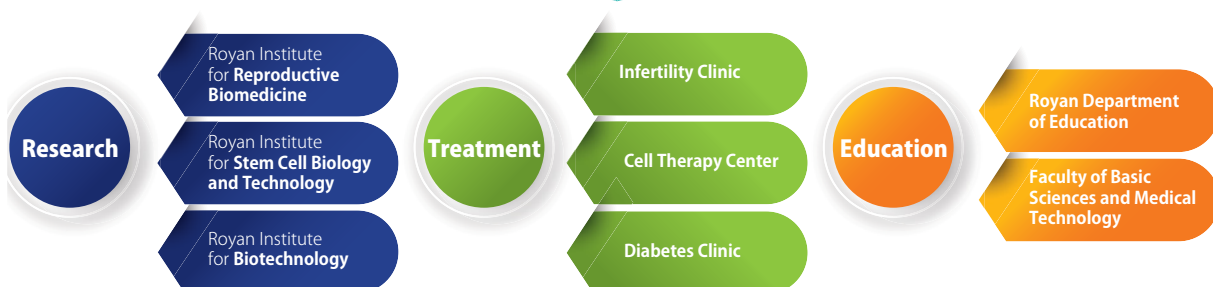 Research
Royan Institute
for Reproductive
Biomedicine
Royan Institute
for Stem Cell Biology
and Technology
Royan Institute
for Biotechnology
Treatment
Infertility Clinic
Cell Therapy Center
Diabetes Clinic
Education
Royan Department
of Education
Faculty of Basic
Sciences and Medical
Technology